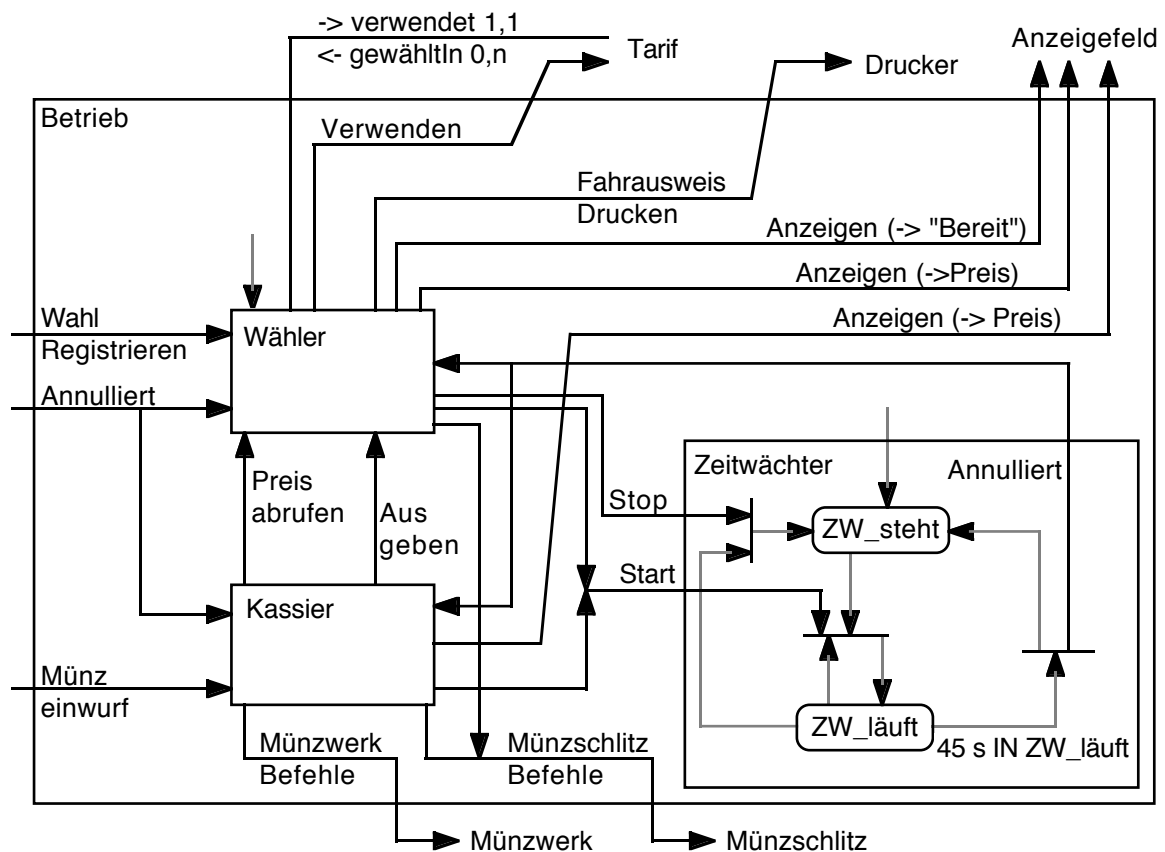 -> verwendet 1,1
<- gewähltIn 0,n
Tarif
Anzeigefeld
Drucker
Betrieb
Verwenden
Fahrausweis
Drucken
Anzeigen (-> "Bereit")
Anzeigen (->Preis)
Anzeigen (-> Preis)
Wahl
Registrieren
Wähler
Annulliert
Zeitwächter
Annulliert
Preis
abrufen
Aus
geben
Stop
ZW_steht
Start
Kassier
Münz
einwurf
ZW_läuft
45 s IN ZW_läuft
Münzwerk
Befehle
Münzschlitz
Befehle
Münzwerk
Münzschlitz